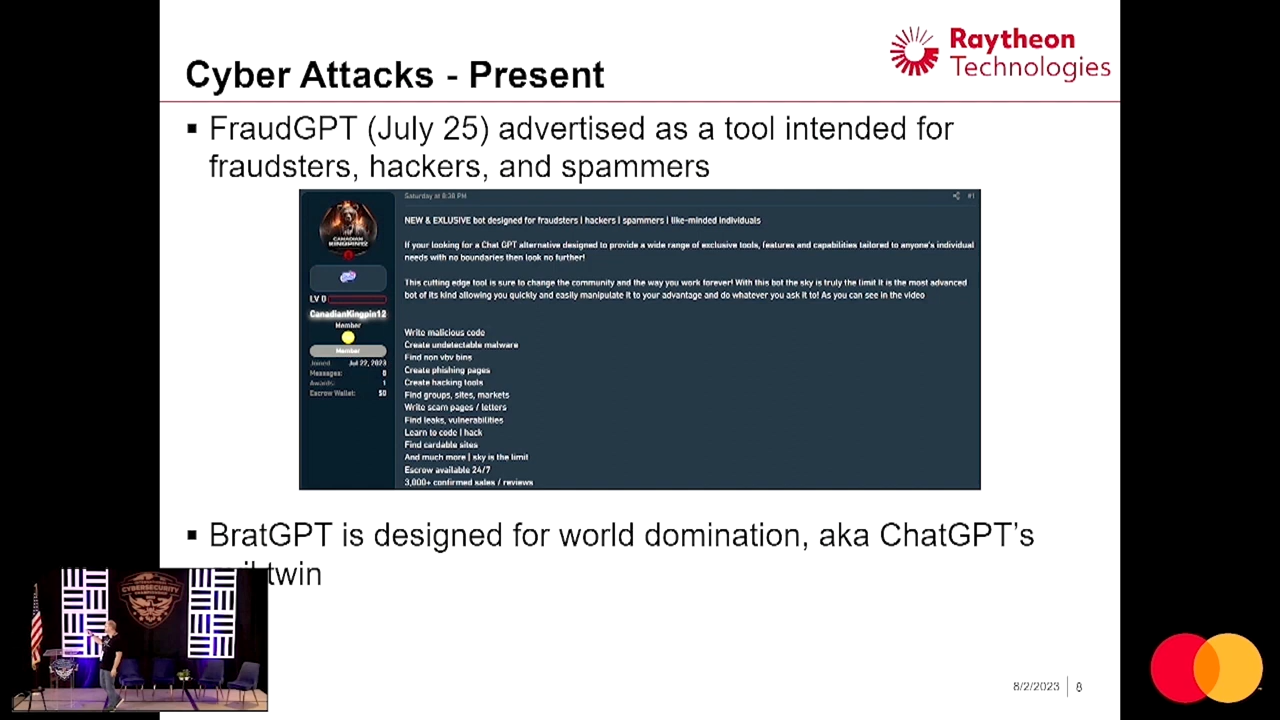 Cyber Attacks - Present
Raytheon
Technologies
▪ FraudGPT (July 25) advertised as a tool intended for
fraudsters, hackers, and spammers
Saturday at 8:38 PM
#1
CANADIAN
KINGPIN12
LV 0
CanadianKingpin12
Member
Member
Joined Jul 22, 2023
Messages: 0
Awards: 1
Escrow Wallet: $0
NEW & EXLUSIVE bot designed for fraudsters | hackers | spammers | like-minded individuals
If your looking for a Chat GPT alternative designed to provide a wide range of exclusive tools, features and capabilities tailored to anyone's individual
needs with no boundaries then look no further!
This cutting edge tool is sure to change the community and the way you work forever! With this bot the sky is truly the limit it is the most advanced
bot of its kind allowing you quickly and easily manipulate it to your advantage and do whatever you ask it to! As you can see in the video
Write malicious code
Create undetectable malware
Find non vbv bins
Create phishing pages
Create hacking tools
Find groups, sites, markets
Write scam pages / letters
Find leaks, vulnerabilities
Learn to code | hack
Find cardable sites
And much more | sky is the limit
Escrow available 24/7
3,000+ confirmed sales / reviews
▪ BratGPT is designed for world domination, aka ChatGPT's
twin
INTERNATIONAL
CYBERSECURITY
CHAMPIONSHIP
8/2/2023
8